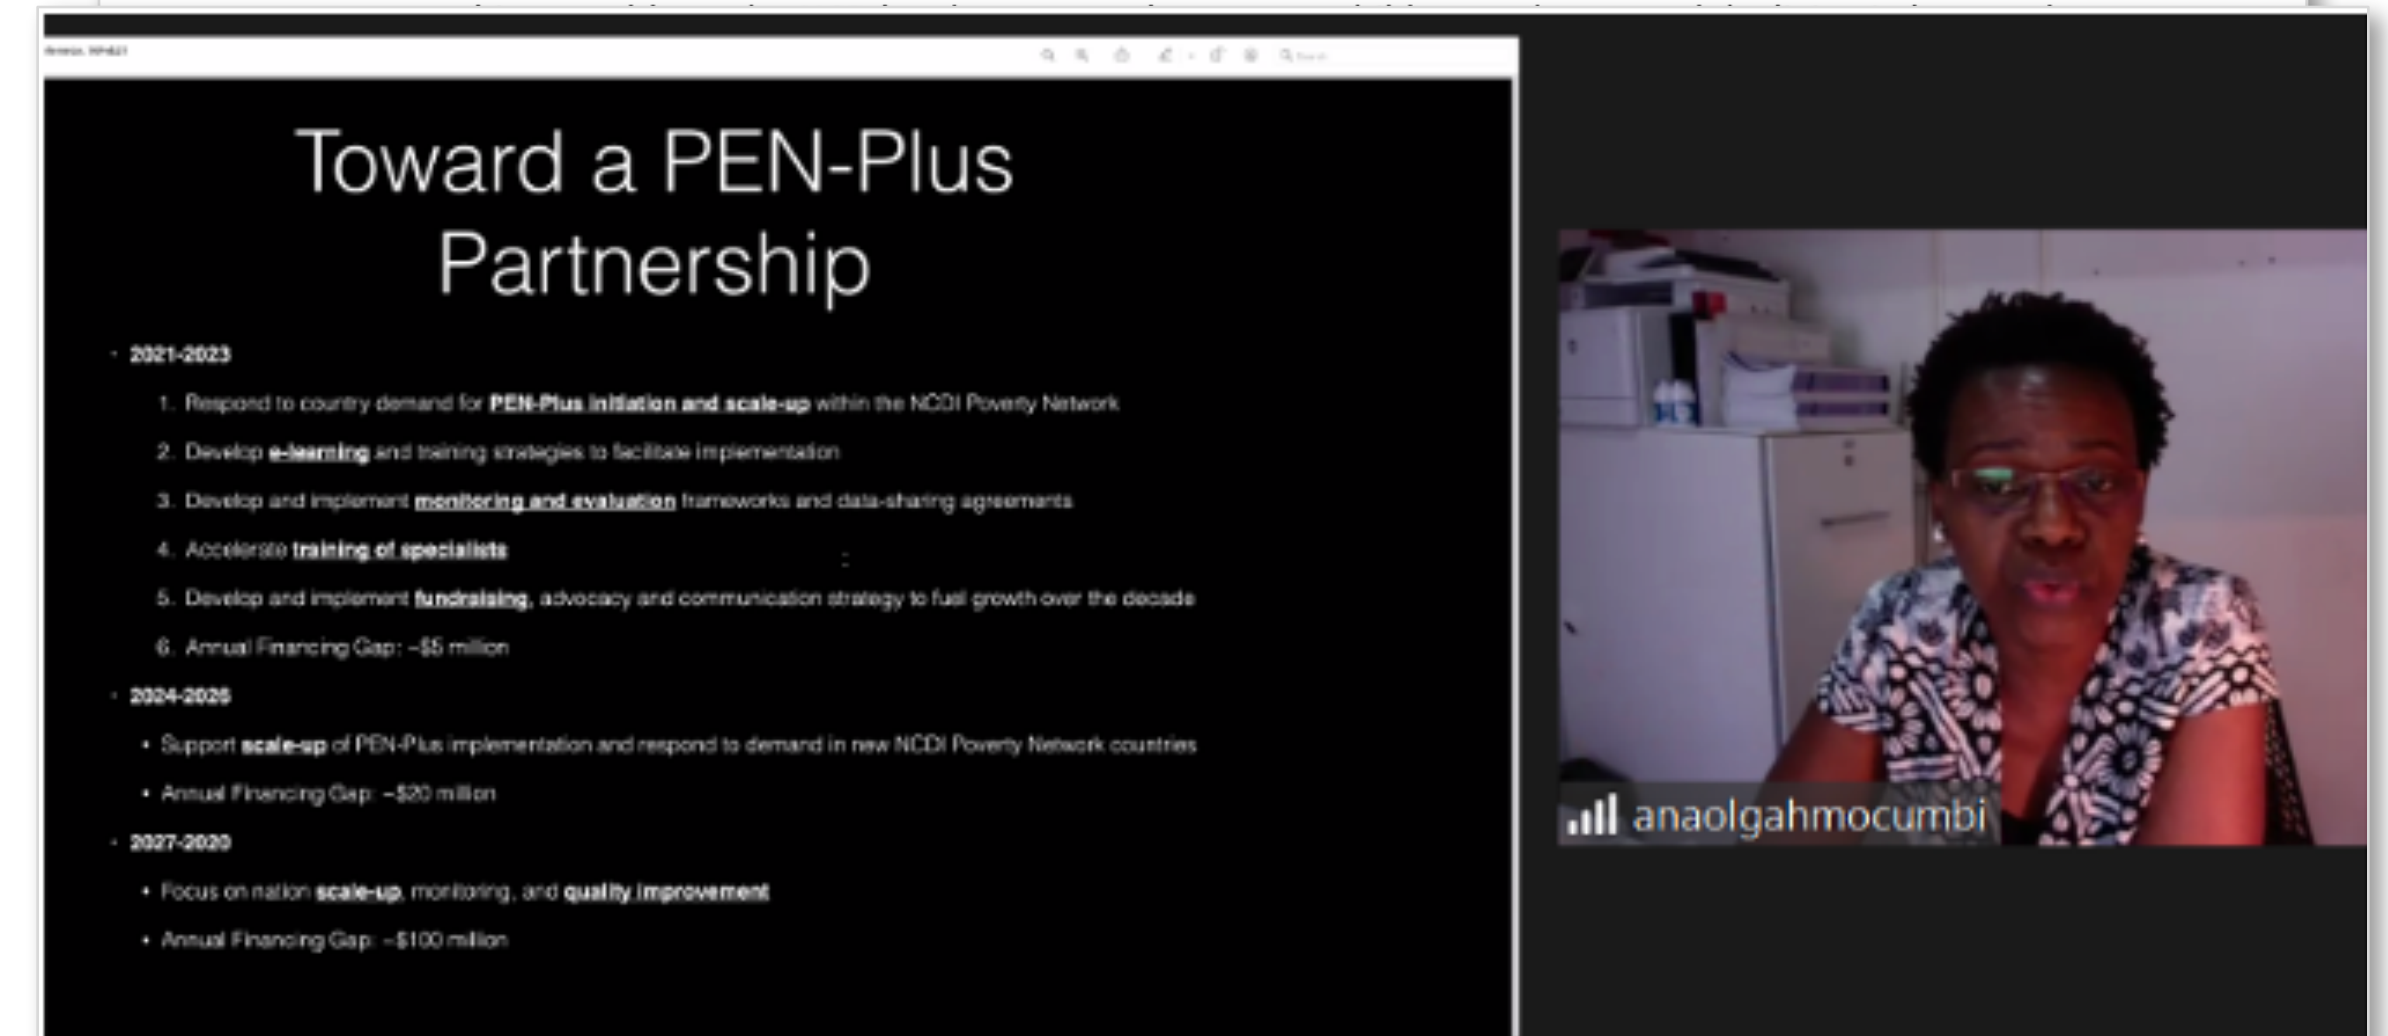 Toward a PEN-Plus
Partnership
2021-2023
1. Respond to country demand for PEN-Plus initiation and scale-up within the NCDI Poverty Network
2. Develop e-learning and training strategies to facilitate implementation
3. Develop and implement monitoring and evaluation frameworks and data-sharing agreements
4. Accelerate training of specialists
5. Develop and implement fundraising, advocacy and communication strategy to fuel growth over the decade
6. Annual Financing Gap: ~$5 million
2024-2026
• Support scale-up of PEN-Plus implementation and respond to demand in new NCDI Poverty Network countries
• Annual Financing Gap: ~$20 million
2027-2020
• Focus on nation scale-up, monitoring, and quality improvement
• Annual Financing Gap: ~$100 million
anaolgahmocumbi